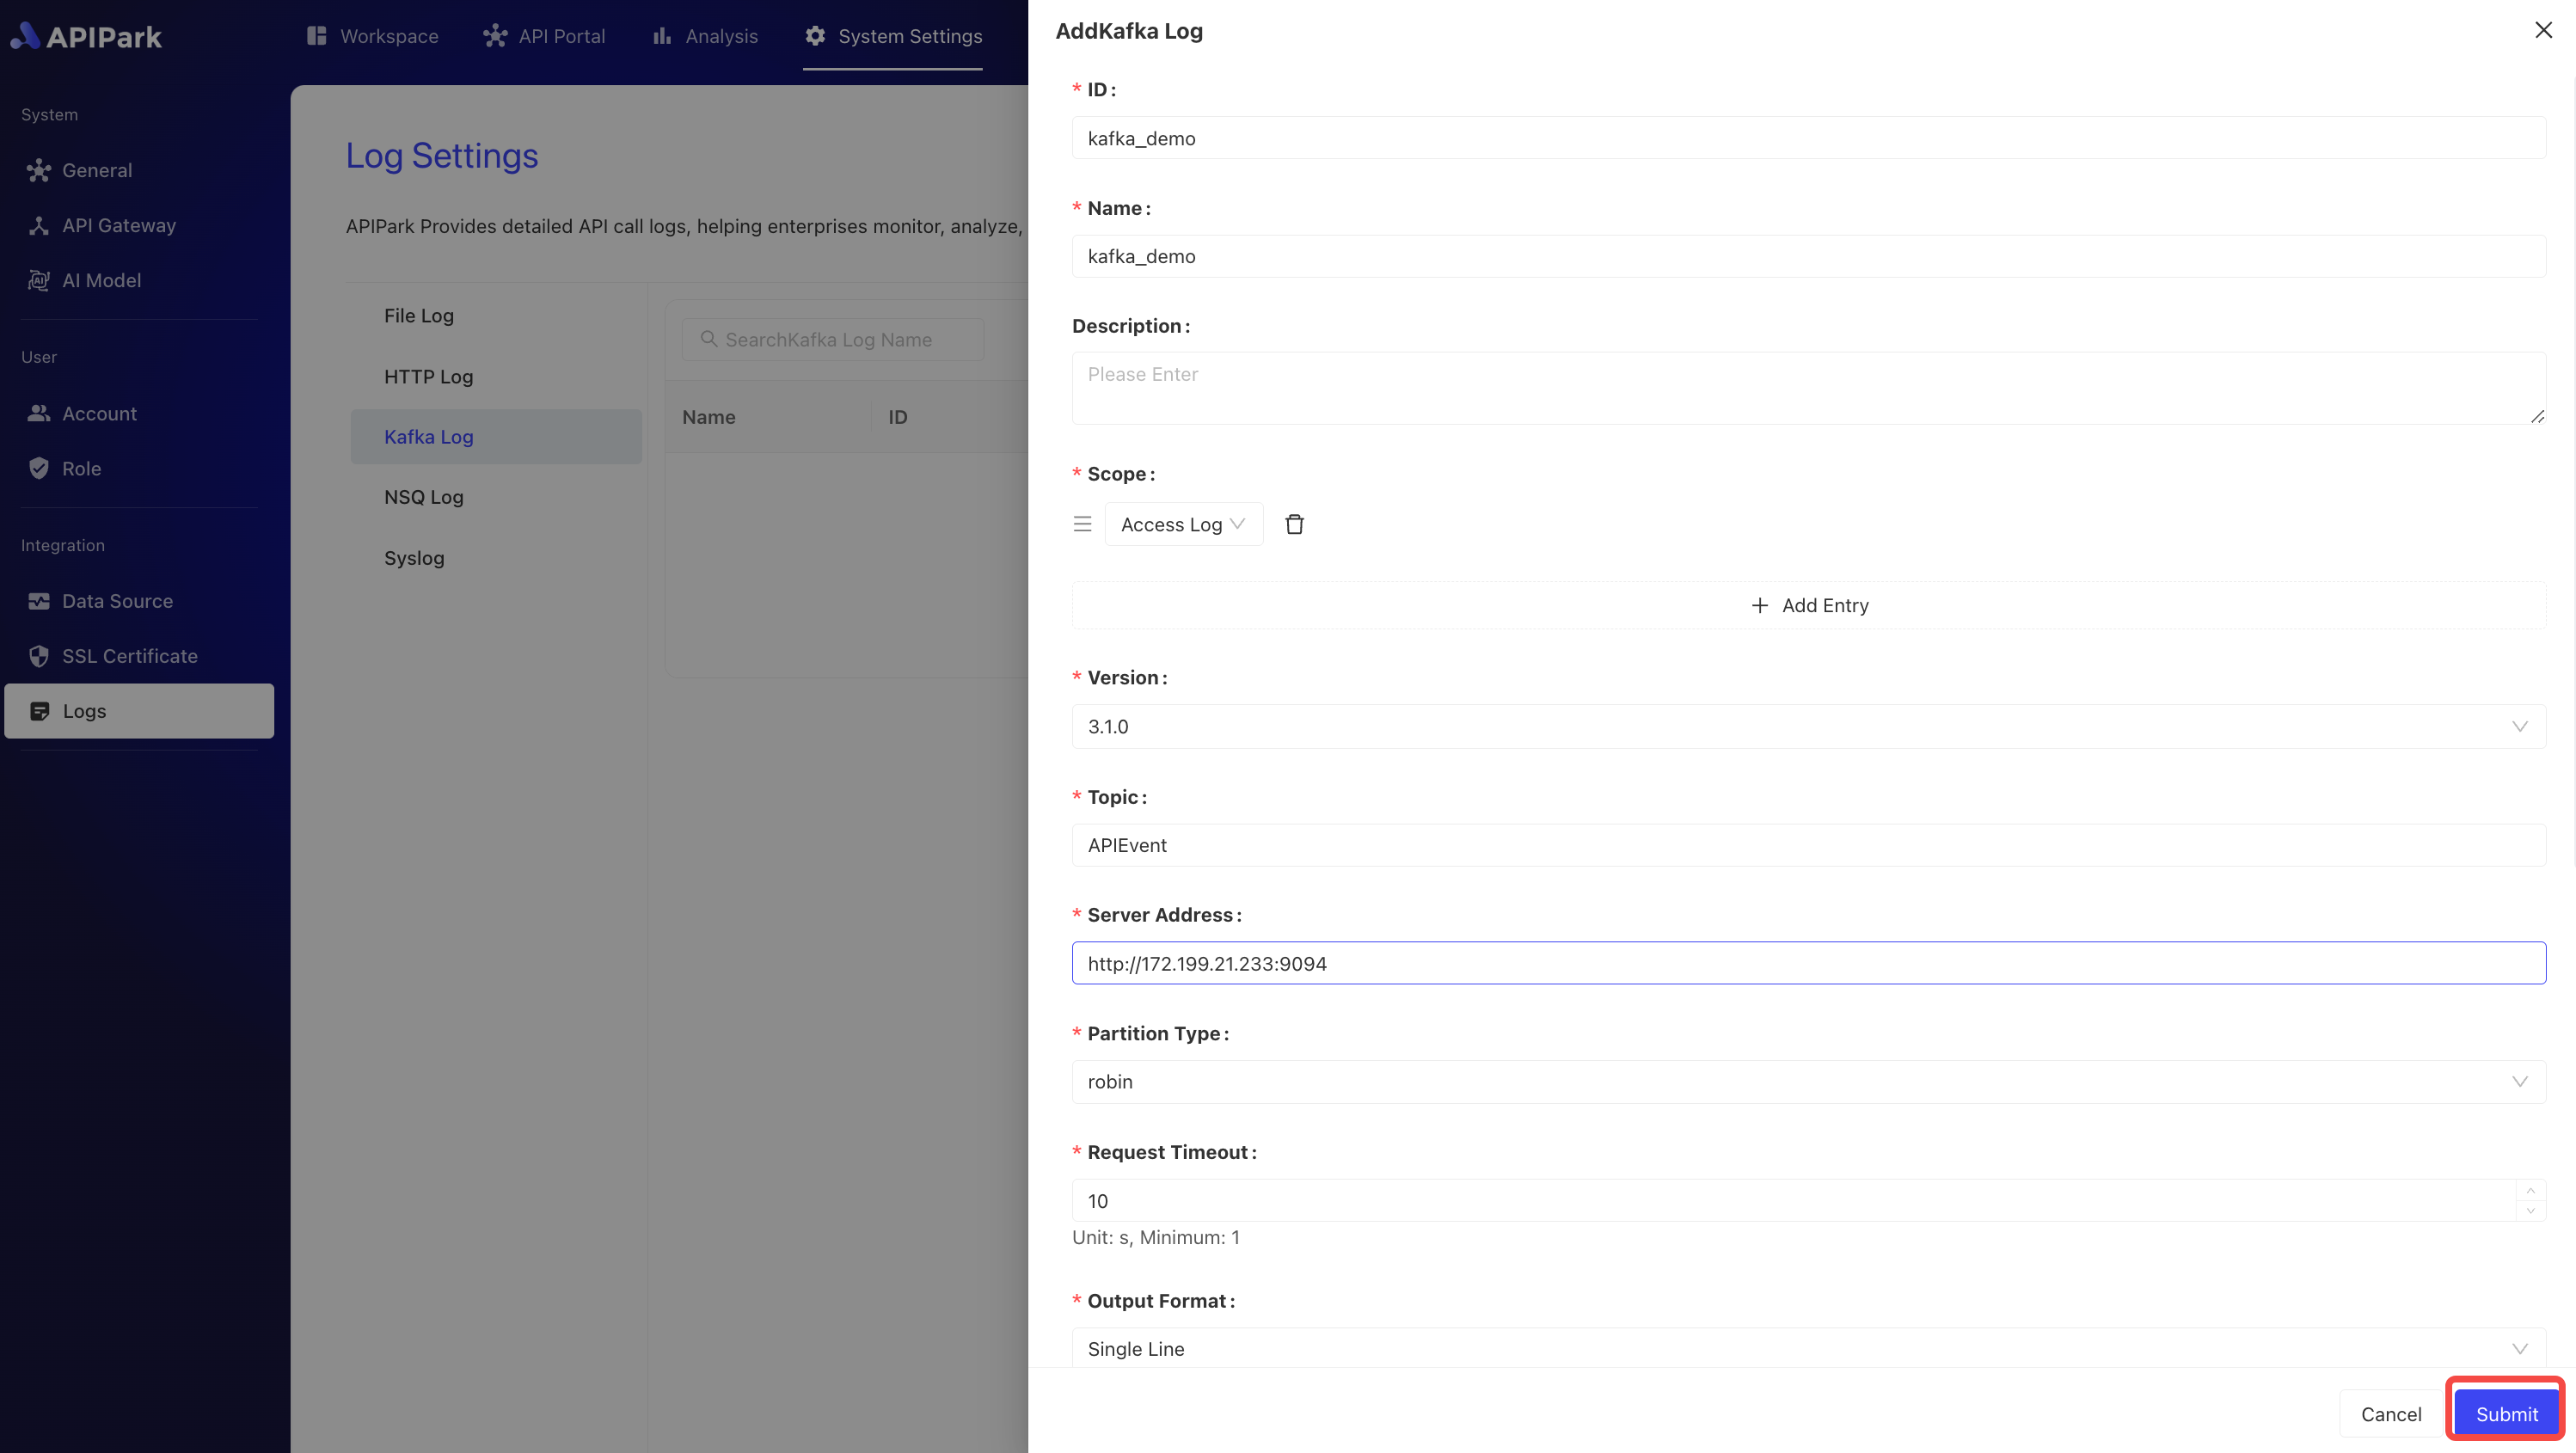 APIPark
Workspace
API Portal
Analysis
System Settings
System
General
API Gateway
AI Model
User
Account
Role
Integration
Data Source
SSL Certificate
Logs
Log Settings
APIPark Provides detailed API call logs, helping enterprises monitor, analyze,
File Log
HTTP Log
Kafka Log
NSQ Log
Syslog
SearchKafka Log Name
Name ID
AddKafka Log
* ID :
kafka_demo
* Name :
kafka_demo
Description :
Please Enter
* Scope :
Access Log
Add Entry
* Version :
3.1.0
* Topic :
APIEvent
* Server Address :
http://172.199.21.233:9094
* Partition Type :
robin
* Request Timeout :
10
Unit: s, Minimum: 1
* Output Format :
Single Line
Cancel
Submit